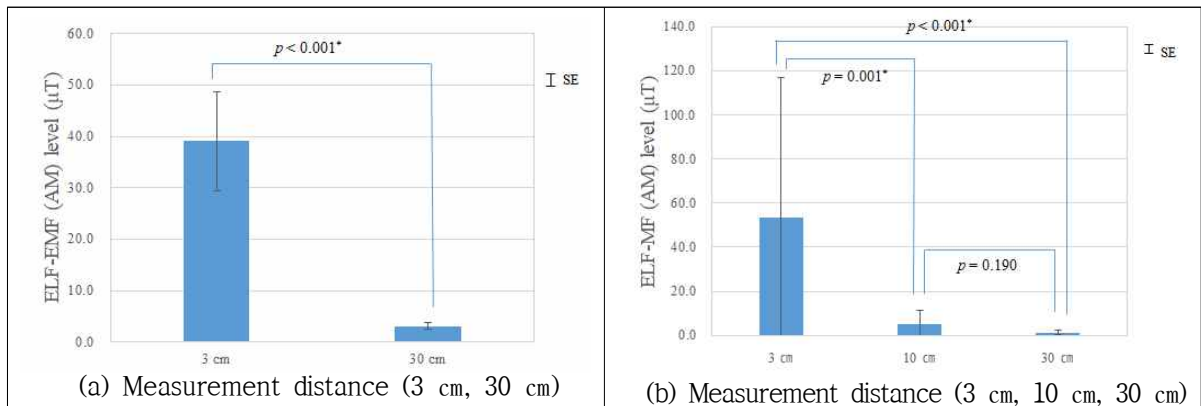 60.0
50.0
40.0
30.0
20.0
10.0
0.0
ELF-EMF (AM) level (μT)
p < 0.001*
SE
3 cm
30 cm
(a) Measurement distance (3 cm, 30 cm)
140.0
120.0
100.0
80.0
60.0
40.0
20.0
0.0
ELF-MF (AM) level (μT)
p < 0.001*
p = 0.001*
p = 0.190
SE
3 cm
10 cm
30 cm
(b) Measurement distance (3 cm, 10 cm, 30 cm)